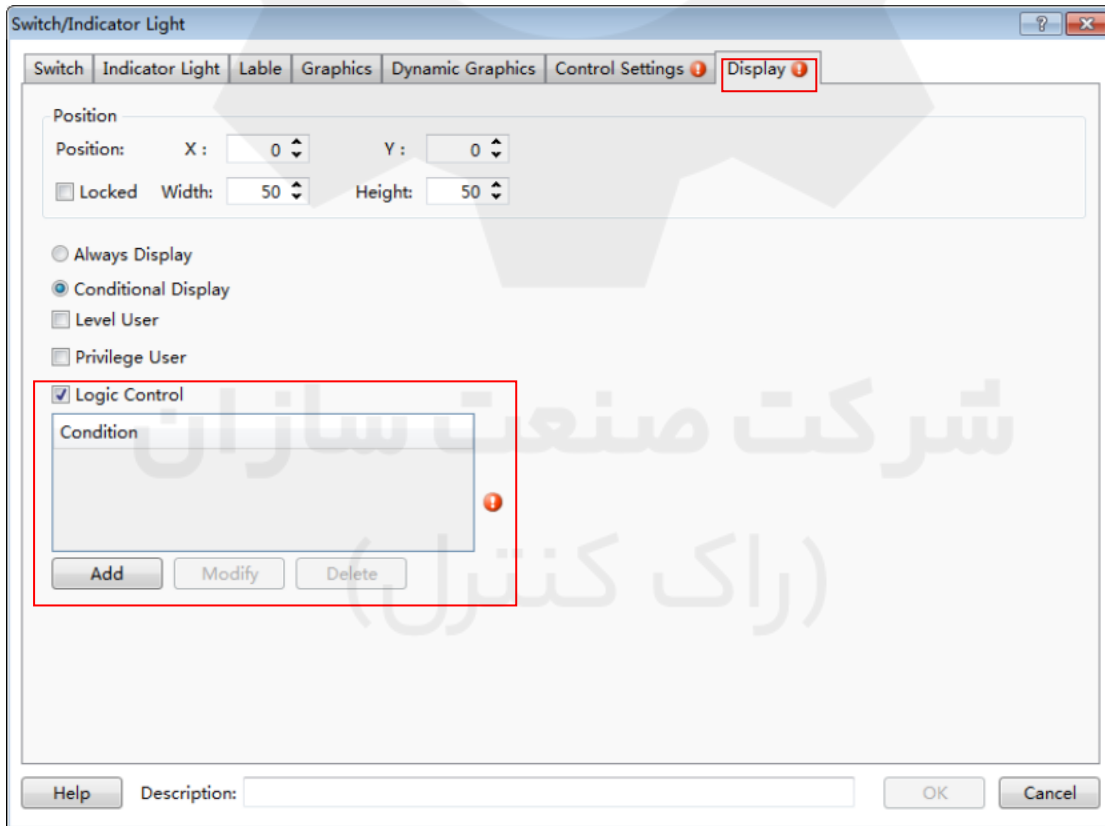 Switch/Indicator Light
Switch Indicator Light Lable Graphics Dynamic Graphics Control Settings Display
Position
Position: X : 0 Y : 0
Locked Width: 50 Height: 50
Always Display
Conditional Display
Level User
Privilege User
Logic Control
Condition
شرکت صنعت سازان
Add Modify Delete
(راک کنترل)
Help Description: OK Cancel